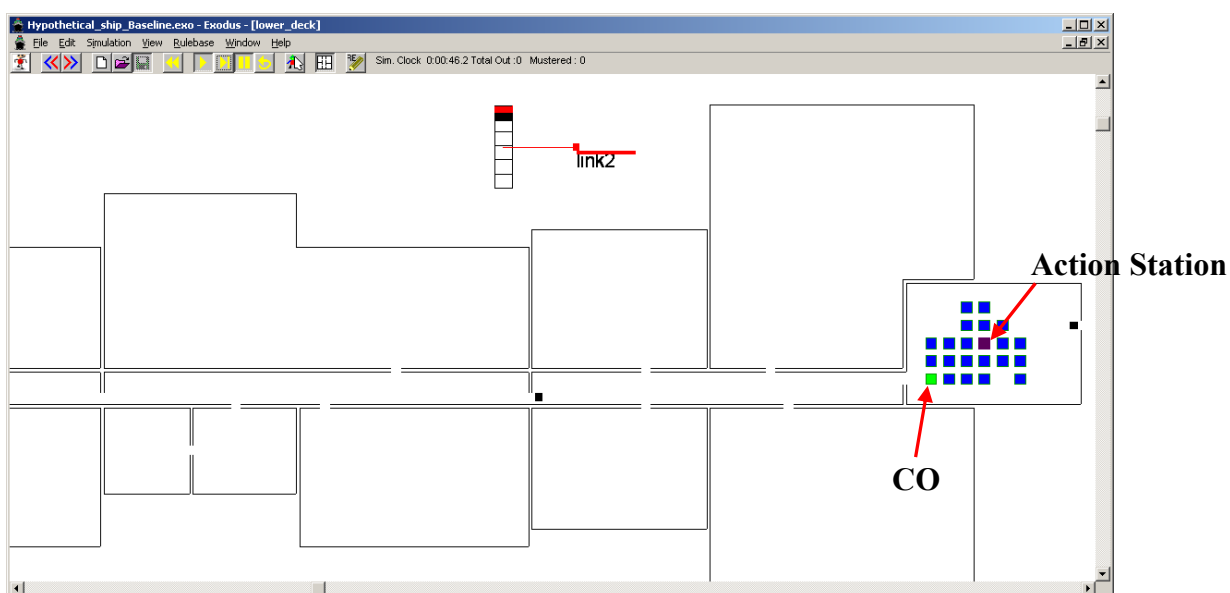 Hypothetical_ship_Baseline.exo - Exodus - [lower_deck]
File Edit Simulation View Rulebase Window Help
Sim. Clock 0:00:46.2 Total Out :0 Mustered : 0
link2
Action Station
CO